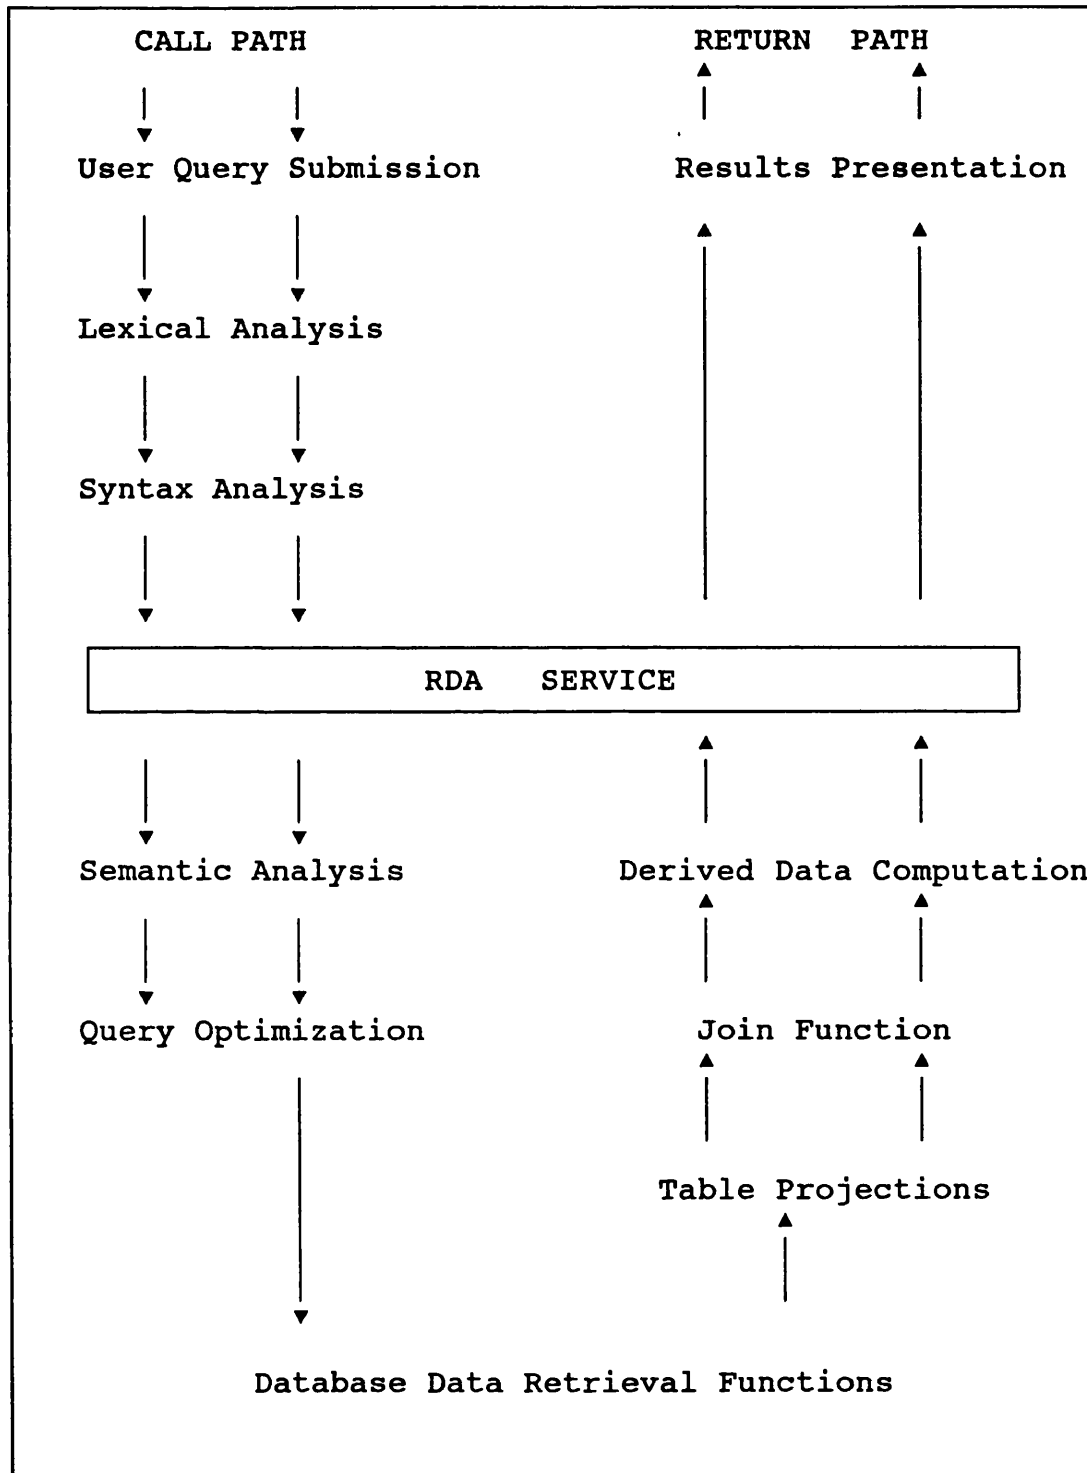 CALL PATH
RETURN PATH
User Query Submission
Results Presentation
Lexical Analysis
Syntax Analysis
RDA SERVICE
Semantic Analysis
Derived Data Computation
Query Optimization
Join Function
Table Projections
Database Data Retrieval Functions